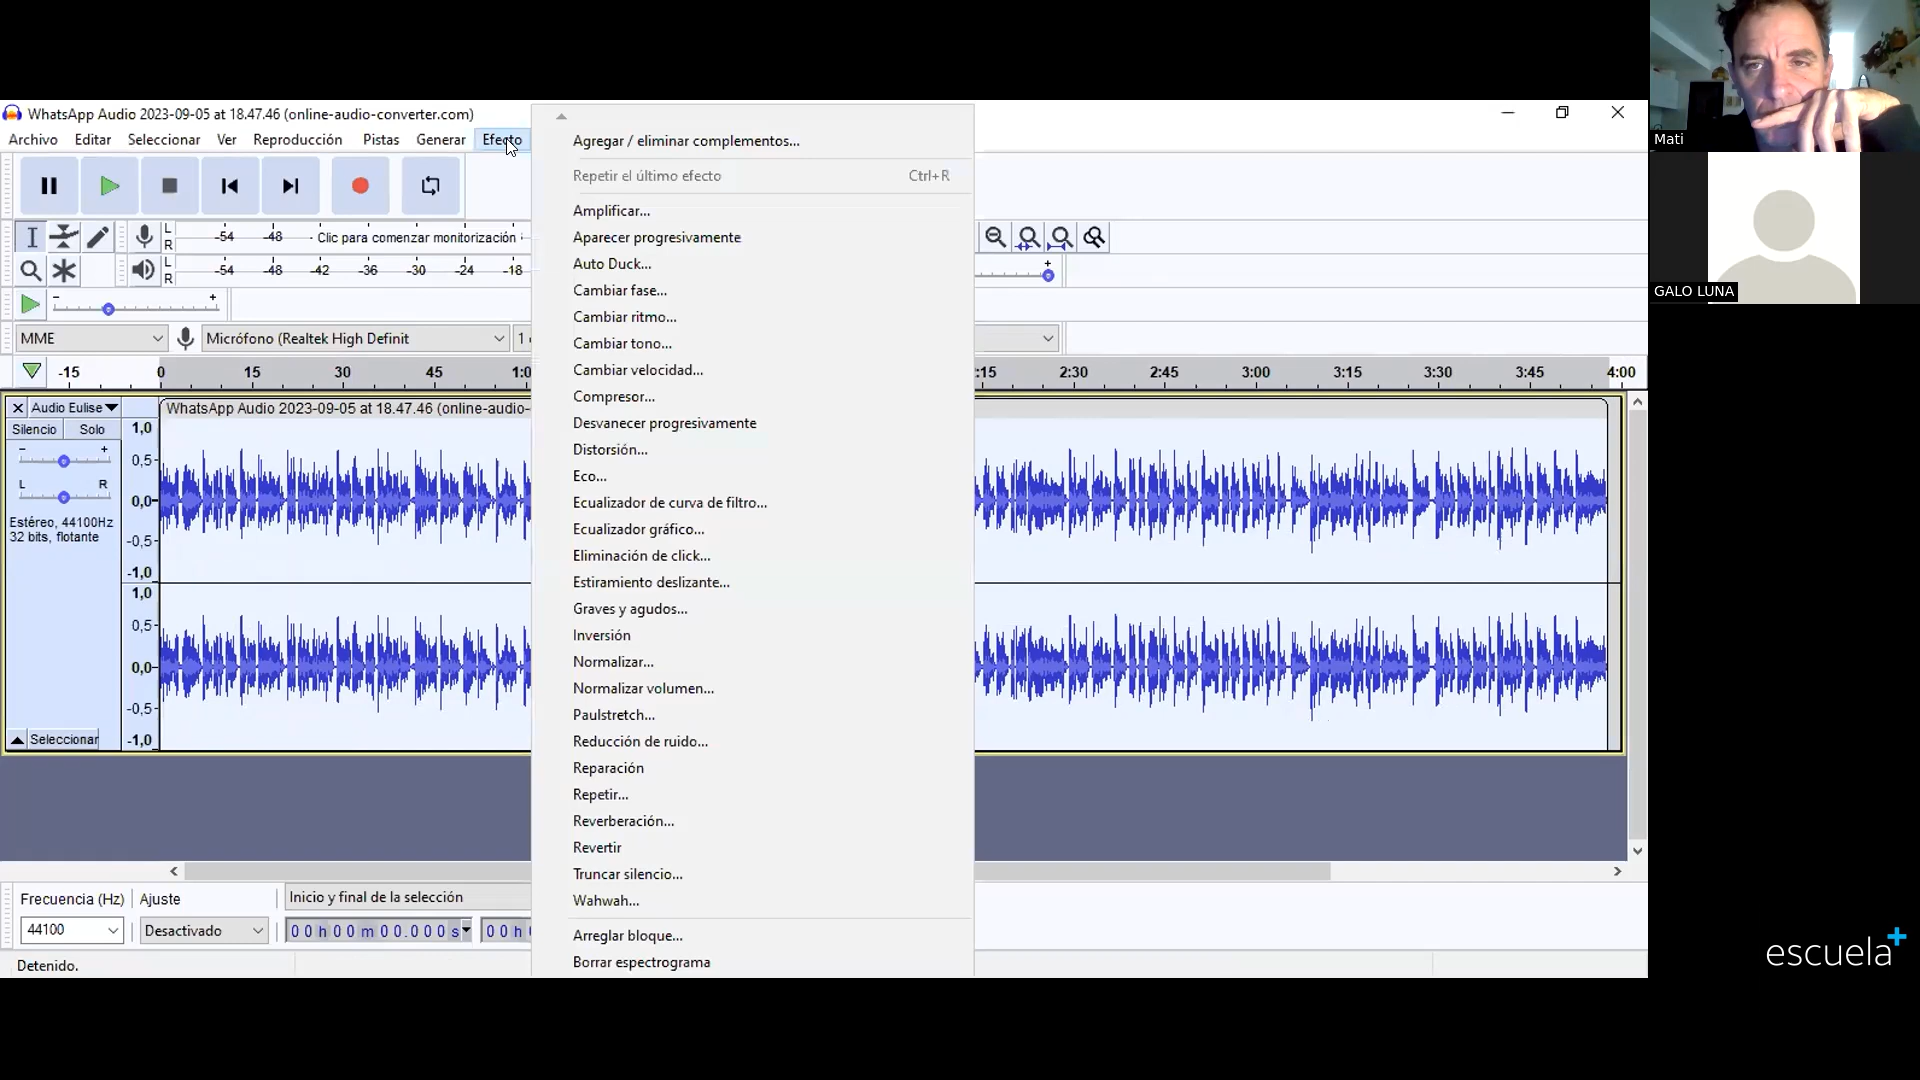 WhatsApp Audio 2023-09-05 at 18.47.46 (online-audio-converter.com)
Archivo Editar Seleccionar Ver Reproducción Pistas Generar Efecto
Agregar / eliminar complementos...
Repetir el último efecto Ctrl+R
Amplificar...
Aparecer progresivamente
Auto Duck...
Cambiar fase...
Cambiar ritmo...
Cambiar tono...
Cambiar velocidad...
Compresor...
Desvanecer progresivamente
Distorsión...
Eco...
Ecualizador de curva de filtro...
Ecualizador gráfico...
Eliminación de click...
Estiramiento deslizante...
Graves y agudos...
Inversión
Normalizar...
Normalizar volumen...
Paulstretch...
Reducción de ruido...
Reparación
Repetir...
Reverberación...
Revertir
Truncar silencio...
Wahwah...
Arreglar bloque...
Borrar espectrograma
L
R
-54 -48 Clic para comenzar monitorización
L
R
-54 -48 -42 -36 -30 -24 -18
- +
+
MME Micrófono (Realtek High Definit 1
-15 0 15 30 45 1:0 :15 2:30 2:45 3:00 3:15 3:30 3:45 4:00
Audio Eulise WhatsApp Audio 2023-09-05 at 18.47.46 (online-audio-
Silencio Solo
- +
L R
Estéreo, 44100Hz
32 bits, flotante
Seleccionar
1,0
0,5
0,0
-0,5
-1,0
1,0
0,5
0,0
-0,5
-1,0
Frecuencia (Hz) Ajuste Inicio y final de la selección
44100 Desactivado 00 h 00 m 00.000 s 00 h
Detenido.
Mati
GALO LUNA
escuela+